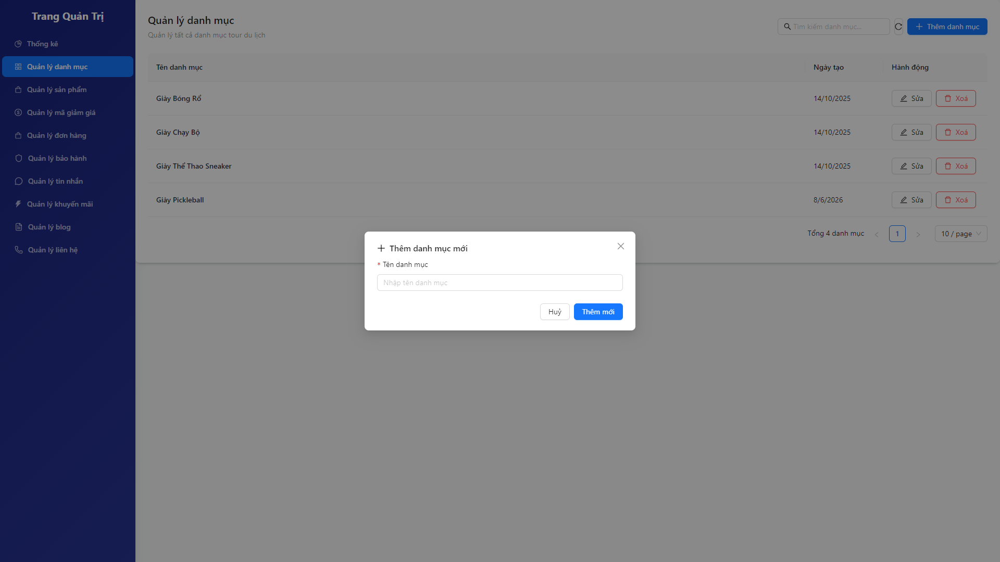 Trang Quản Trị
Thống kê
Quản lý danh mục
Quản lý sản phẩm
Quản lý mã giảm giá
Quản lý đơn hàng
Quản lý bảo hành
Quản lý tin nhắn
Quản lý khuyến mãi
Quản lý blog
Quản lý liên hệ
Quản lý danh mục
Quản lý tất cả danh mục tour du lịch
Tìm kiếm danh mục...
Thêm danh mục
Tên danh mục Ngày tạo Hành động
Giày Bóng Rổ 14/10/2025 Sửa Xoá
Giày Chạy Bộ 14/10/2025 Sửa Xoá
Giày Thể Thao Sneaker 14/10/2025 Sửa Xoá
Giày Pickleball 8/6/2026 Sửa Xoá
Tổng 4 danh mục < 1 > 10 / page
Thêm danh mục mới
* Tên danh mục
Nhập tên danh mục
Huỷ Thêm mới